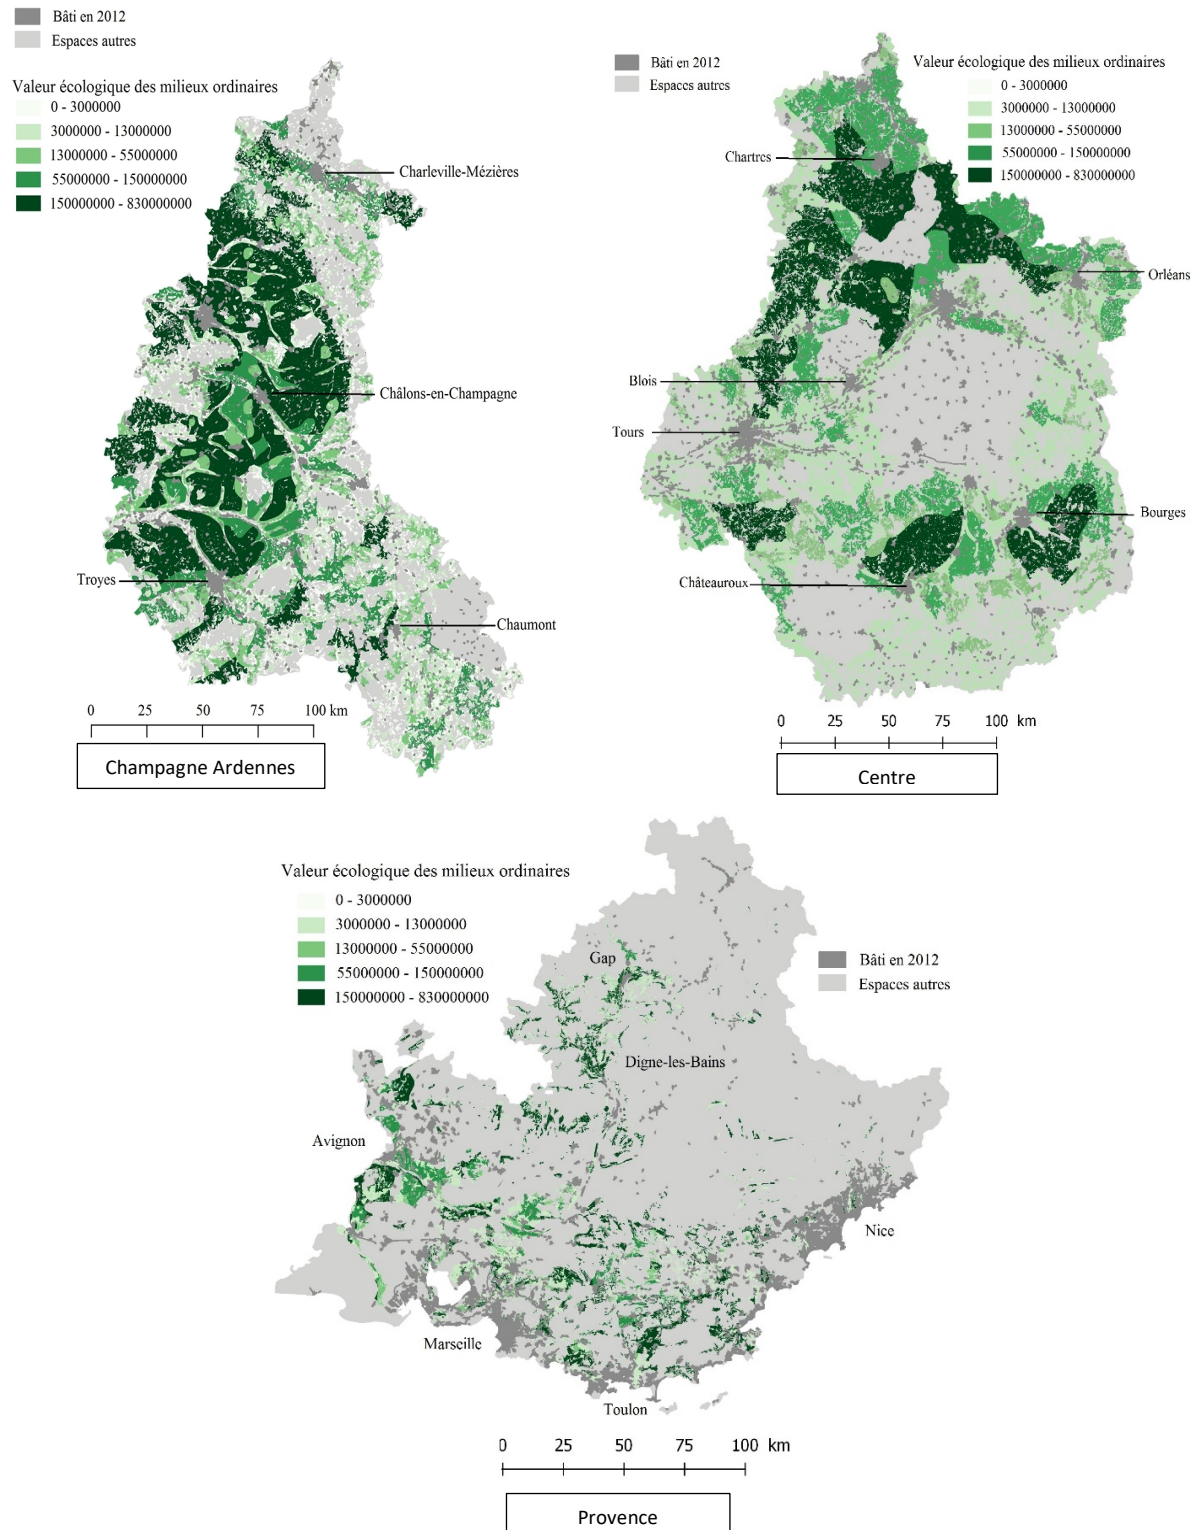 Bâti en 2012
Espaces autres
Valeur écologique des milieux ordinaires
0 - 3000000
3000000 - 13000000
13000000 - 55000000
55000000 - 150000000
150000000 - 830000000
Charleville-Mézières
Châlons-en-Champagne
Troyes
Chaumont
0 25 50 75 100 km
Champagne Ardennes
Bâti en 2012
Espaces autres
Valeur écologique des milieux ordinaires
0 - 3000000
3000000 - 13000000
13000000 - 55000000
55000000 - 150000000
150000000 - 830000000
Chartres
Orléans
Blois
Tours
Bourges
Châteauroux
0 25 50 75 100 km
Centre
Valeur écologique des milieux ordinaires
0 - 3000000
3000000 - 13000000
13000000 - 55000000
55000000 - 150000000
150000000 - 830000000
Bâti en 2012
Espaces autres
Gap
Digne-les-Bains
Avignon
Nice
Marseille
Toulon
0 25 50 75 100 km
Provence